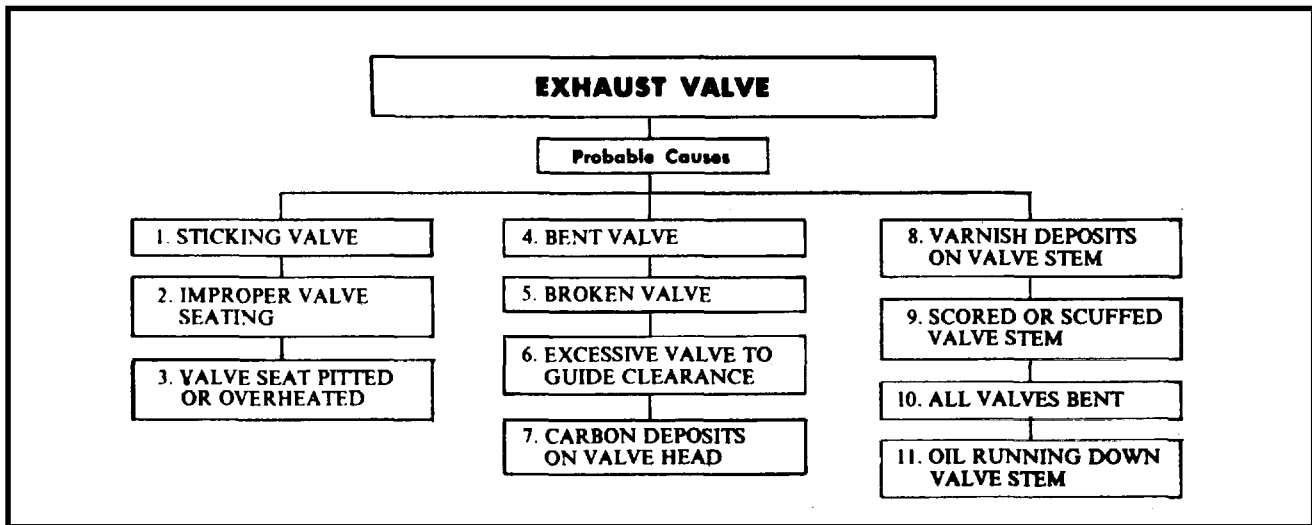 EXHAUST VALVE
Probable Causes
1. STICKING VALVE
2. IMPROPER VALVE
SEATING
3. VALVE SEAT PITTED
OR OVERHEATED
4. BENT VALVE
5. BROKEN VALVE
6. EXCESSIVE VALVE TO
GUIDE CLEARANCE
7. CARBON DEPOSITS
ON VALVE HEAD
8. VARNISH DEPOSITS
ON VALVE STEM
9. SCORED OR SCUFFED
VALVE STEM
10. ALL VALVES BENT
11. OIL RUNNING DOWN
VALVE STEM